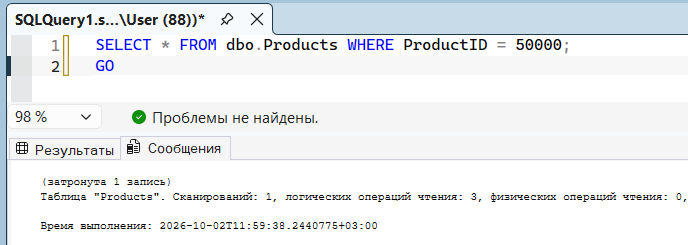 SQLQuery1.s...\User (88))*
1 SELECT * FROM dbo.Products WHERE ProductID = 50000;
2 GO
98 % Проблемы не найдены.
Результаты Сообщения
(затронута 1 запись)
Таблица "Products". Сканирований: 1, логических операций чтения: 3, физических операций чтения: 0,
Время выполнения: 2026-10-02T11:59:38.2440775+03:00